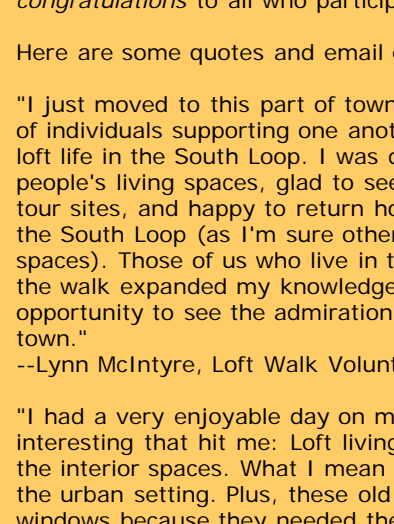 congratulations to all who
Here are some quotes and email
"I just moved to this part of town
of individuals supporting one
loft life in the South Loop. I was
people's living spaces, glad to see
tour sites, and happy to return
the South Loop (as I'm sure other
spaces). Those of us who live in
the walk expanded my knowledge
opportunity to see the admiration
town."
--Lynn McIntyre, Loft Walk
"I had a very enjoyable day on
interesting that hit me: Loft living
the interior spaces. What I mean
the urban setting. Plus, these old
windows because they needed the